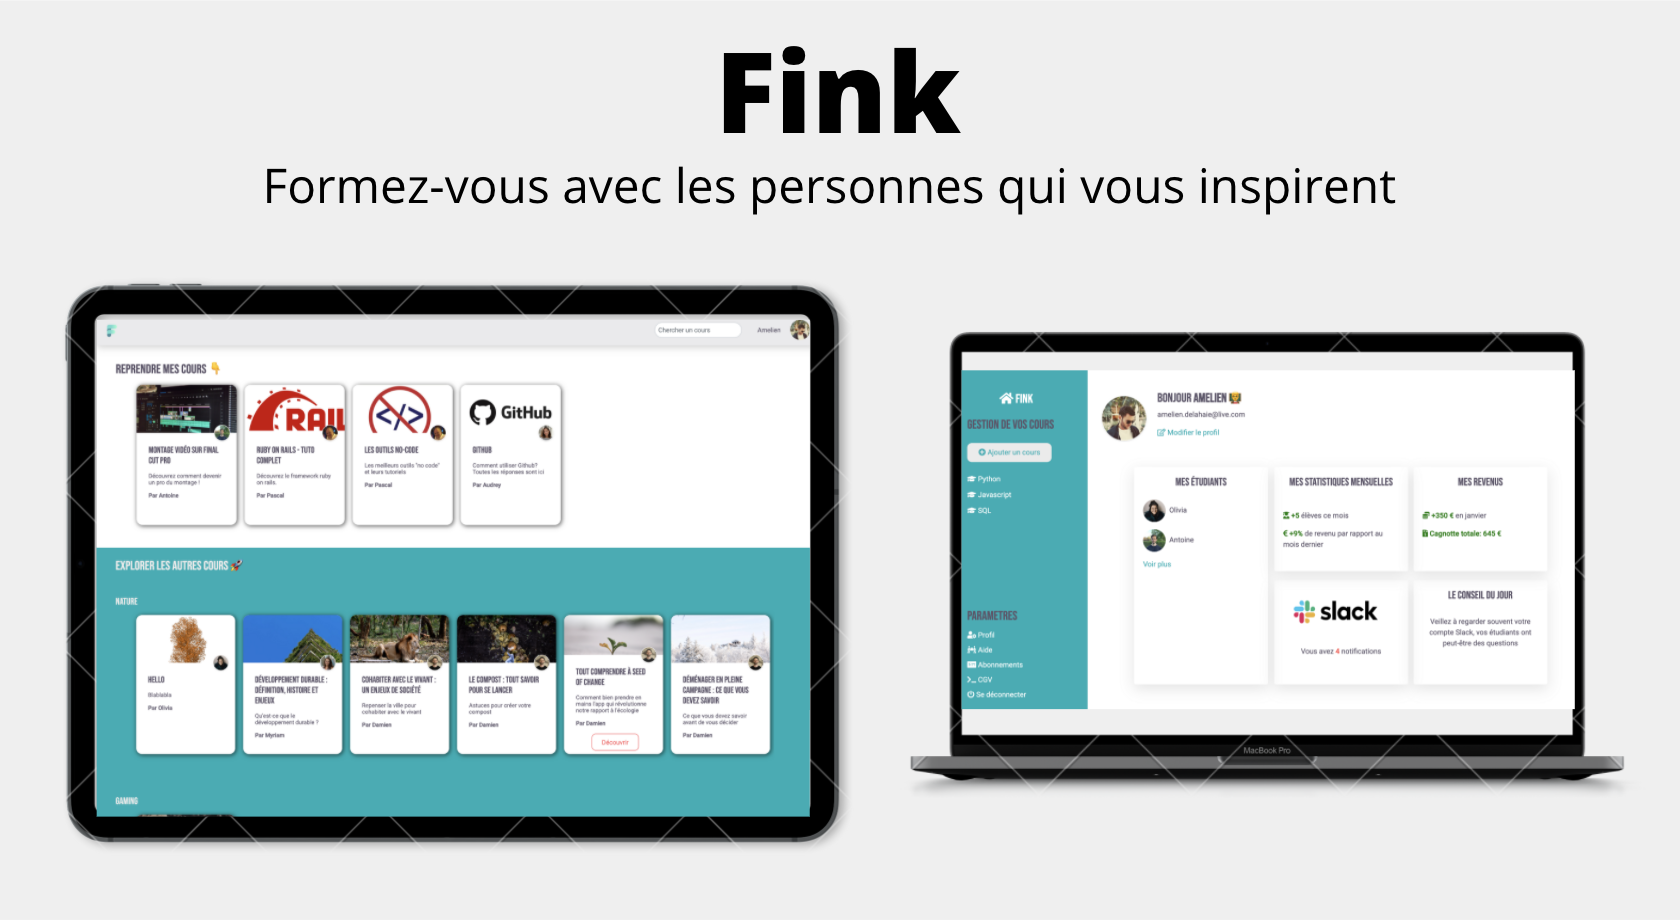 Fink
Formez-vous avec les personnes qui vous inspirent
Chercher un cours
Amelien
REPRENDRE MES COURS 👇
RAIL
</>
GitHub
MONTAGE VIDÉO SUR FINAL
CUT PRO
Découvrez comment devenir
un pro du montage !
Par Antoine
RUBY ON RAILS - TUTO
COMPLET
Découvrez le framework ruby
on rails.
Par Pascal
LES OUTILS NO-CODE
Les meilleurs outils "no code"
et leurs tutoriels
Par Pascal
GITHUB
Comment utiliser Github?
Toutes les réponses sont ici
Par Audrey
EXPLORER LES AUTRES COURS 🚀
NATURE
HELLO
Blablabla
Par Olivia
DÉVELOPPEMENT DURABLE :
DÉFINITION, HISTOIRE ET
ENJEUX
Qu'est ce que le
développement durable ?
Par Myriam
COHABITER AVEC LE VIVANT :
UN ENJEUX DE SOCIÉTÉ
Repenser la ville pour
cohabiter avec le vivant
Par Damien
LE COMPOST : TOUT SAVOIR
POUR SE LANCER
Astuces pour créer votre
compost
Par Damien
TOUT COMPRENDRE À SEED
OF CHANGE
Comment bien prendre en
mains l'app qui révolutionne
notre rapport à l'écologie
Par Damien
Découvrir
DÉMÉNAGER EN PLEINE
CAMPAGNE : CE QUE VOUS
DEVEZ SAVOIR
Ce que vous devez savoir
avant de vous décider
Par Damien
GAMING
FINK
GESTION DE VOS COURS
Ajouter un cours
Python
Javascript
SQL
PARAMETRES
Profil
Aide
Abonnements
CGV
Se déconnecter
BONJOUR AMELIEN
amelien.delahaie@live.com
Modifier le profil
MES ÉTUDIANTS
Olivia
Antoine
Voir plus
MES STATISTIQUES MENSUELLES
+5 élèves ce mois
€ +9% de revenu par rapport au
mois dernier
MES REVENUS
+350 € en janvier
Cagnotte totale: 645 €
slack
Vous avez 4 notifications
LE CONSEIL DU JOUR
Veillez à regarder souvent votre
compte Slack, vos étudiants ont
peut-être des questions
MacBook Pro